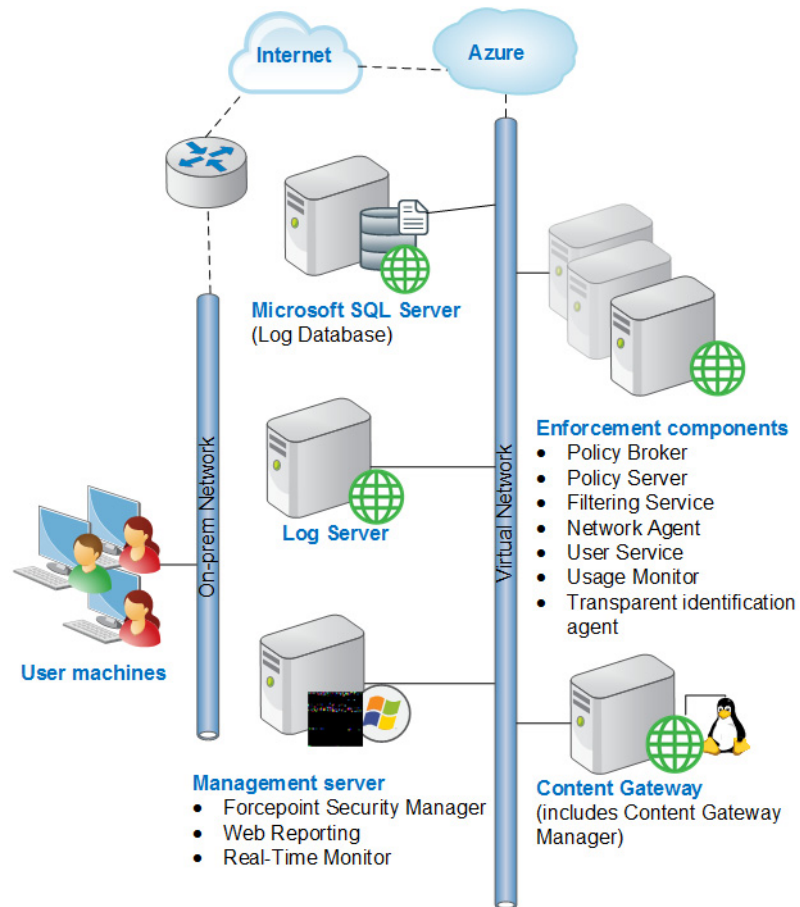 Internet
Azure
Microsoft SQL Server
(Log Database)
On-prem Network
Virtual Network
Enforcement components
• Policy Broker
• Policy Server
• Filtering Service
• Network Agent
• User Service
• Usage Monitor
• Transparent identification
agent
Log Server
User machines
Management server
• Forcepoint Security Manager
• Web Reporting
• Real-Time Monitor
Content Gateway
(includes Content Gateway
Manager)